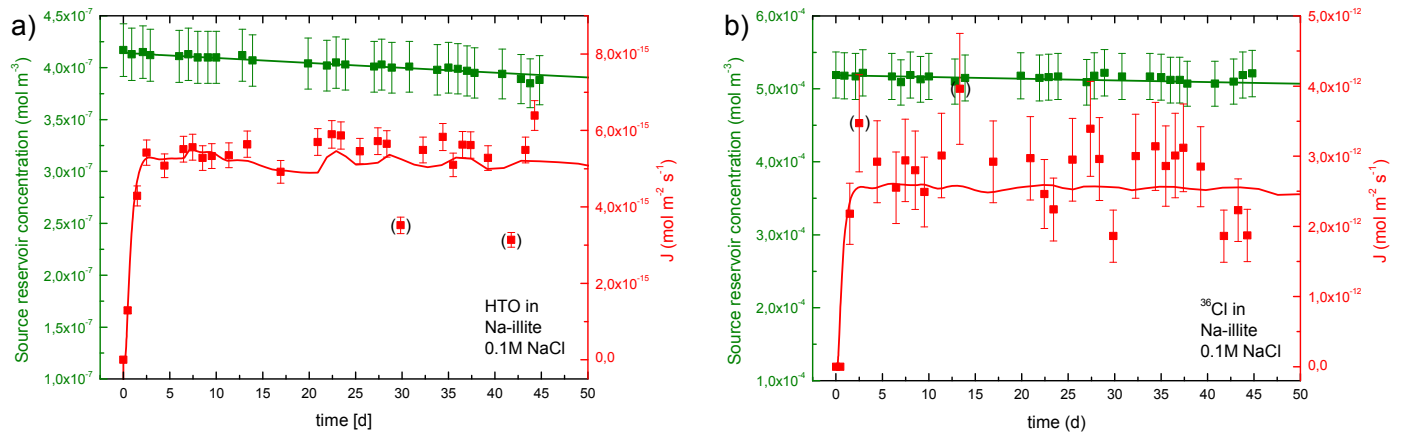 a)
Source reservoir concentration (mol m⁻³)
4,5x10⁻⁷
4,0x10⁻⁷
3,5x10⁻⁷
3,0x10⁻⁷
2,5x10⁻⁷
2,0x10⁻⁷
1,5x10⁻⁷
1,0x10⁻⁷
0 5 10 15 20 25 30 35 40 45 50
time [d]
8,0x10⁻¹⁵
6,0x10⁻¹⁵
4,0x10⁻¹⁵
2,0x10⁻¹⁵
0,0
J (mol m⁻² s⁻¹)
( )
( )
HTO in
Na-illite
0.1M NaCl
b)
Source reservoir concentration (mol m⁻³)
6,0x10⁻⁴
5,0x10⁻⁴
4,0x10⁻⁴
3,0x10⁻⁴
2,0x10⁻⁴
1,0x10⁻⁴
0 5 10 15 20 25 30 35 40 45 50
time (d)
5,0x10⁻¹²
4,0x10⁻¹²
3,0x10⁻¹²
2,0x10⁻¹²
1,0x10⁻¹²
0,0
J (mol m⁻² s⁻¹)
( )
( )
³⁶Cl in
Na-illite
0.1M NaCl